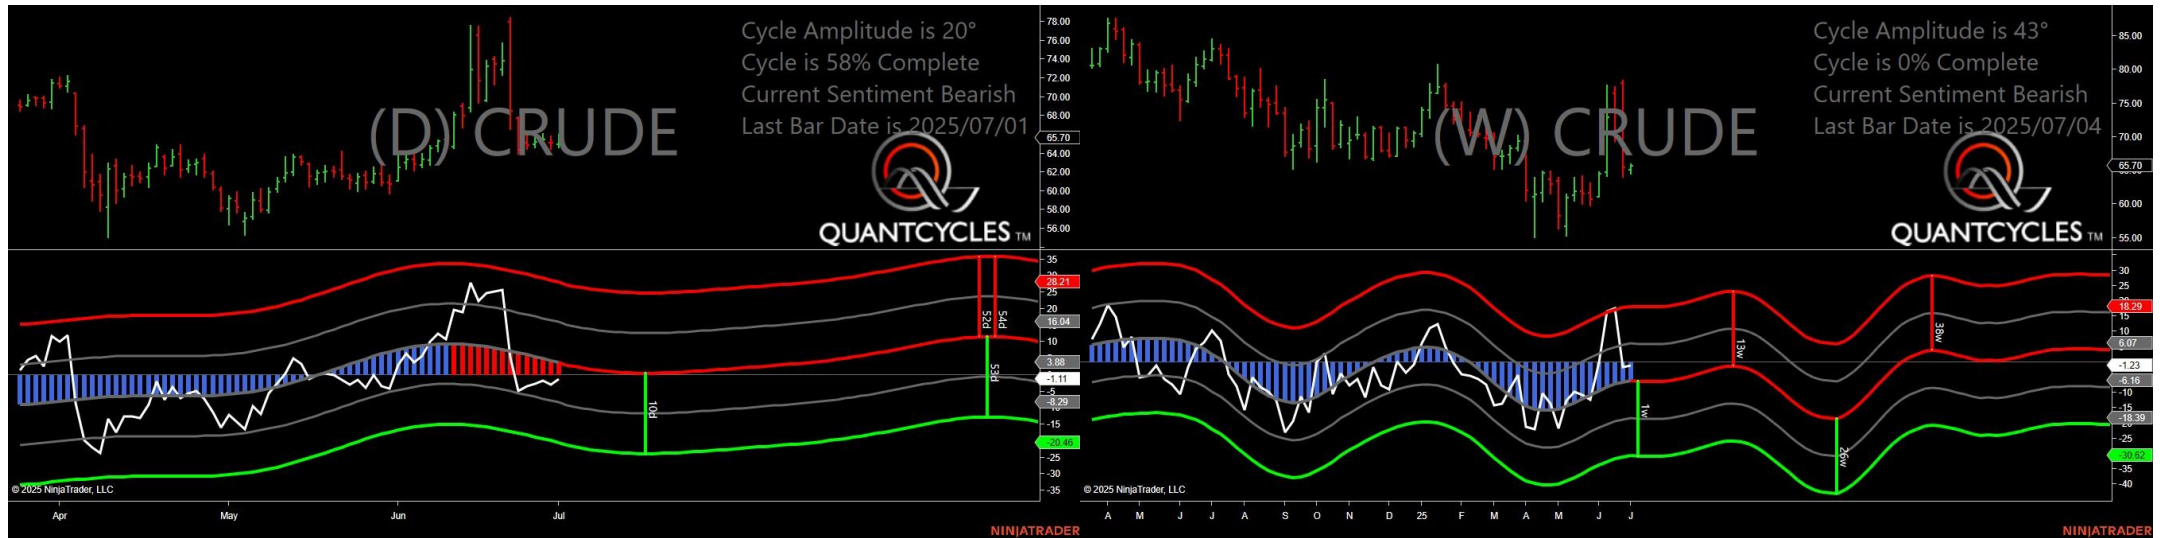 Cycle Amplitude is 20°
Cycle is 58% Complete
Current Sentiment Bearish
Last Bar Date is 2025/07/01
(D) CRUDE
QUANTCYCLES TM
78.00
76.00
74.00
72.00
70.00
68.00
65.70
64.00
62.00
60.00
58.00
56.00
35
28.21
25
16.04
10
3.88
-1.11
-5
-8.29
-15
-20.46
-25
-30
-35
52d
54d
53d
10d
© 2025 NinjaTrader, LLC
Apr
May
Jun
Jul
NINJATRADER
Cycle Amplitude is 43°
Cycle is 0% Complete
Current Sentiment Bearish
Last Bar Date is 2025/07/04
(W) CRUDE
QUANTCYCLES TM
85.00
80.00
75.00
70.00
65.70
60.00
55.00
30
25
18.29
15
10
6.07
-1.23
-6.16
-10
-15
-18.39
-25
-30.62
-35
-40
13w
38w
1w
26w
© 2025 NinjaTrader, LLC
A
M
J
J
A
S
O
N
D
25
F
M
A
M
J
J
NINJATRADER